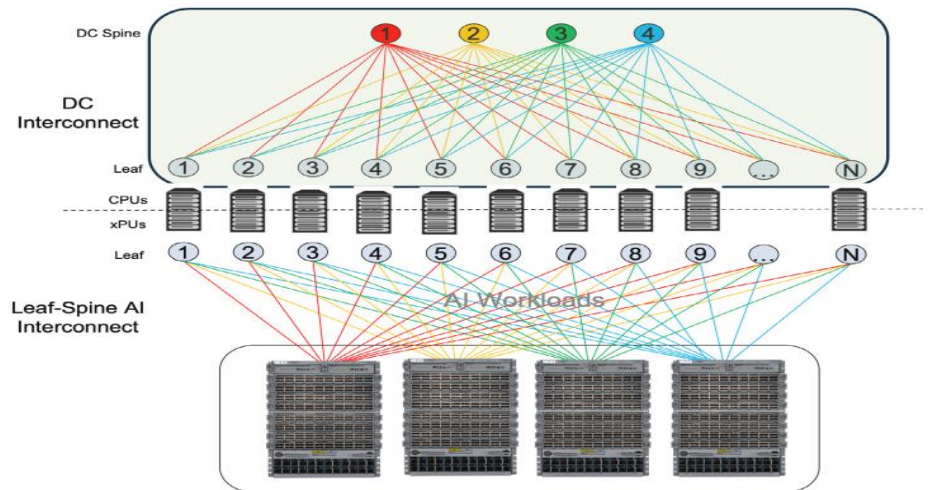 DC Spine
1 2 3 4
DC
Interconnect
Leaf
1 2 3 4 5 6 7 8 9 ... N
CPUs
xPUs
Leaf
1 2 3 4 5 6 7 8 9 ... N
AI Workloads
Leaf-Spine AI
Interconnect